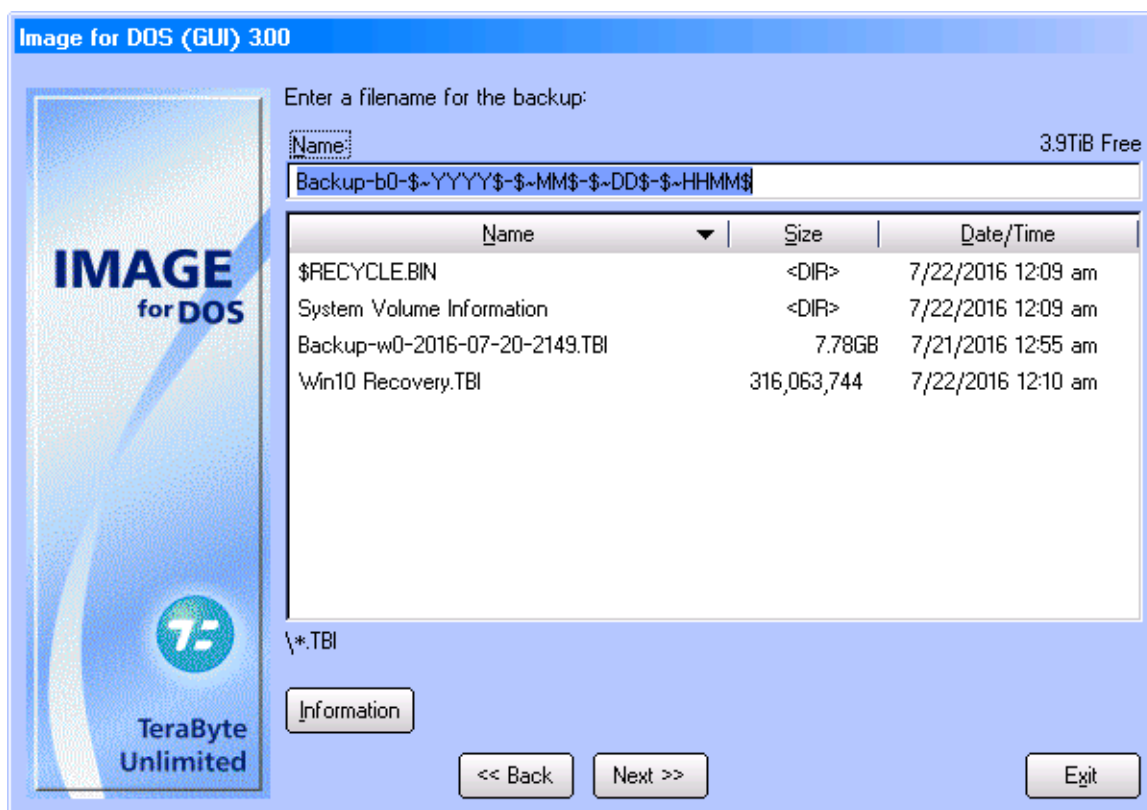 Image for DOS (GUI) 3.00
Enter a filename for the backup:
Name: 3.9TiB Free
Backup-b0-$~YYYY$-$~MM$-$~DD$-$~HHMM$
Name Size Date/Time
$RECYCLE.BIN <DIR> 7/22/2016 12:09 am
System Volume Information <DIR> 7/22/2016 12:09 am
Backup-w0-2016-07-20-2149.TBI 7.78GB 7/21/2016 12:55 am
Win10 Recovery.TBI 316,063,744 7/22/2016 12:10 am
\*.TBI
Information
<< Back Next >> Exit
IMAGE
for DOS
TeraByte
Unlimited